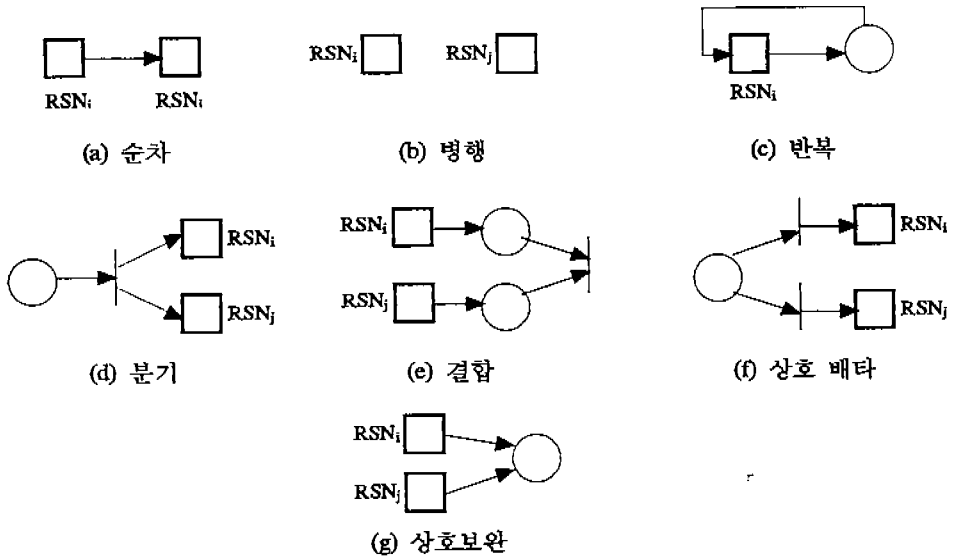 RSNᵢ RSNᵢ
(a) 순차
RSNᵢ RSNⱼ
(b) 병행
RSNᵢ
(c) 반복
RSNᵢ
RSNⱼ
(d) 분기
RSNᵢ
RSNⱼ
(e) 결합
RSNᵢ
RSNⱼ
(f) 상호 배타
RSNᵢ
RSNⱼ
(g) 상호보완